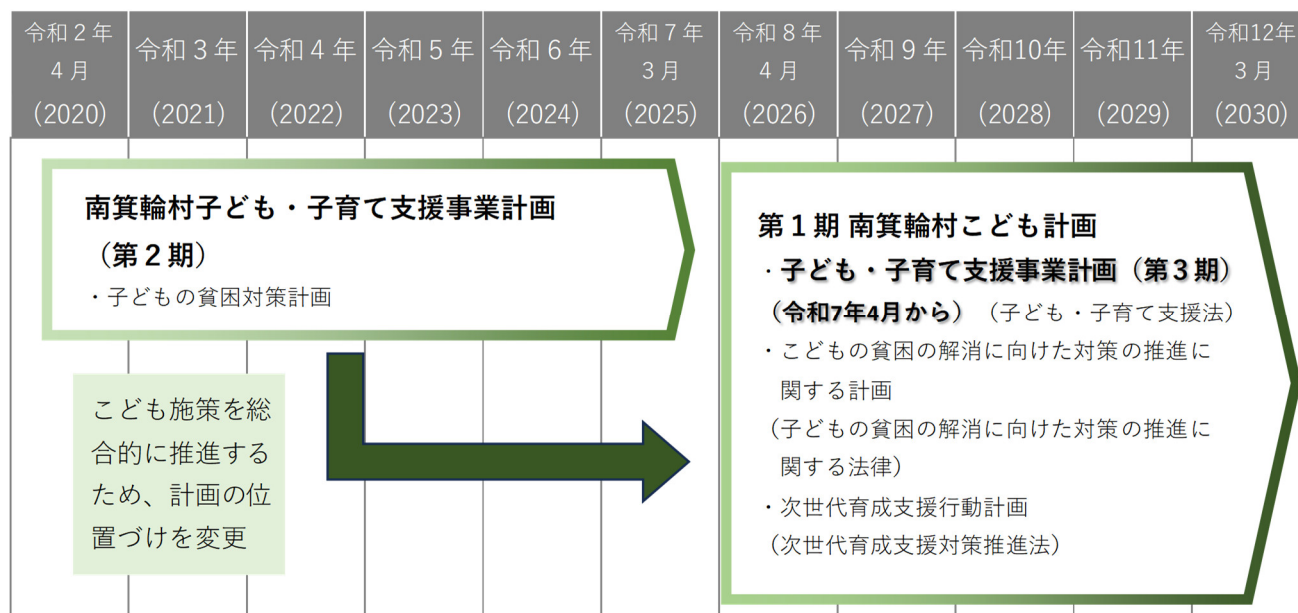 令和２年
4月
(2020)
令和３年
(2021)
令和４年
(2022)
令和５年
(2023)
令和６年
(2024)
令和７年
3月
(2025)
令和８年
4月
(2026)
令和９年
(2027)
令和10年
(2028)
令和11年
(2029)
令和12年
3月
(2030)
南箕輪村子ども・子育て支援事業計画
（第２期）
・子どもの貧困対策計画
こども施策を総
合的に推進する
ため、計画の位
置づけを変更
第１期 南箕輪村こども計画
・子ども・子育て支援事業計画（第３期）
（令和7年4月から）（子ども・子育て支援法）
・こどもの貧困の解消に向けた対策の推進に
関する計画
（子どもの貧困の解消に向けた対策の推進に
関する法律）
・次世代育成支援行動計画
（次世代育成支援対策推進法）